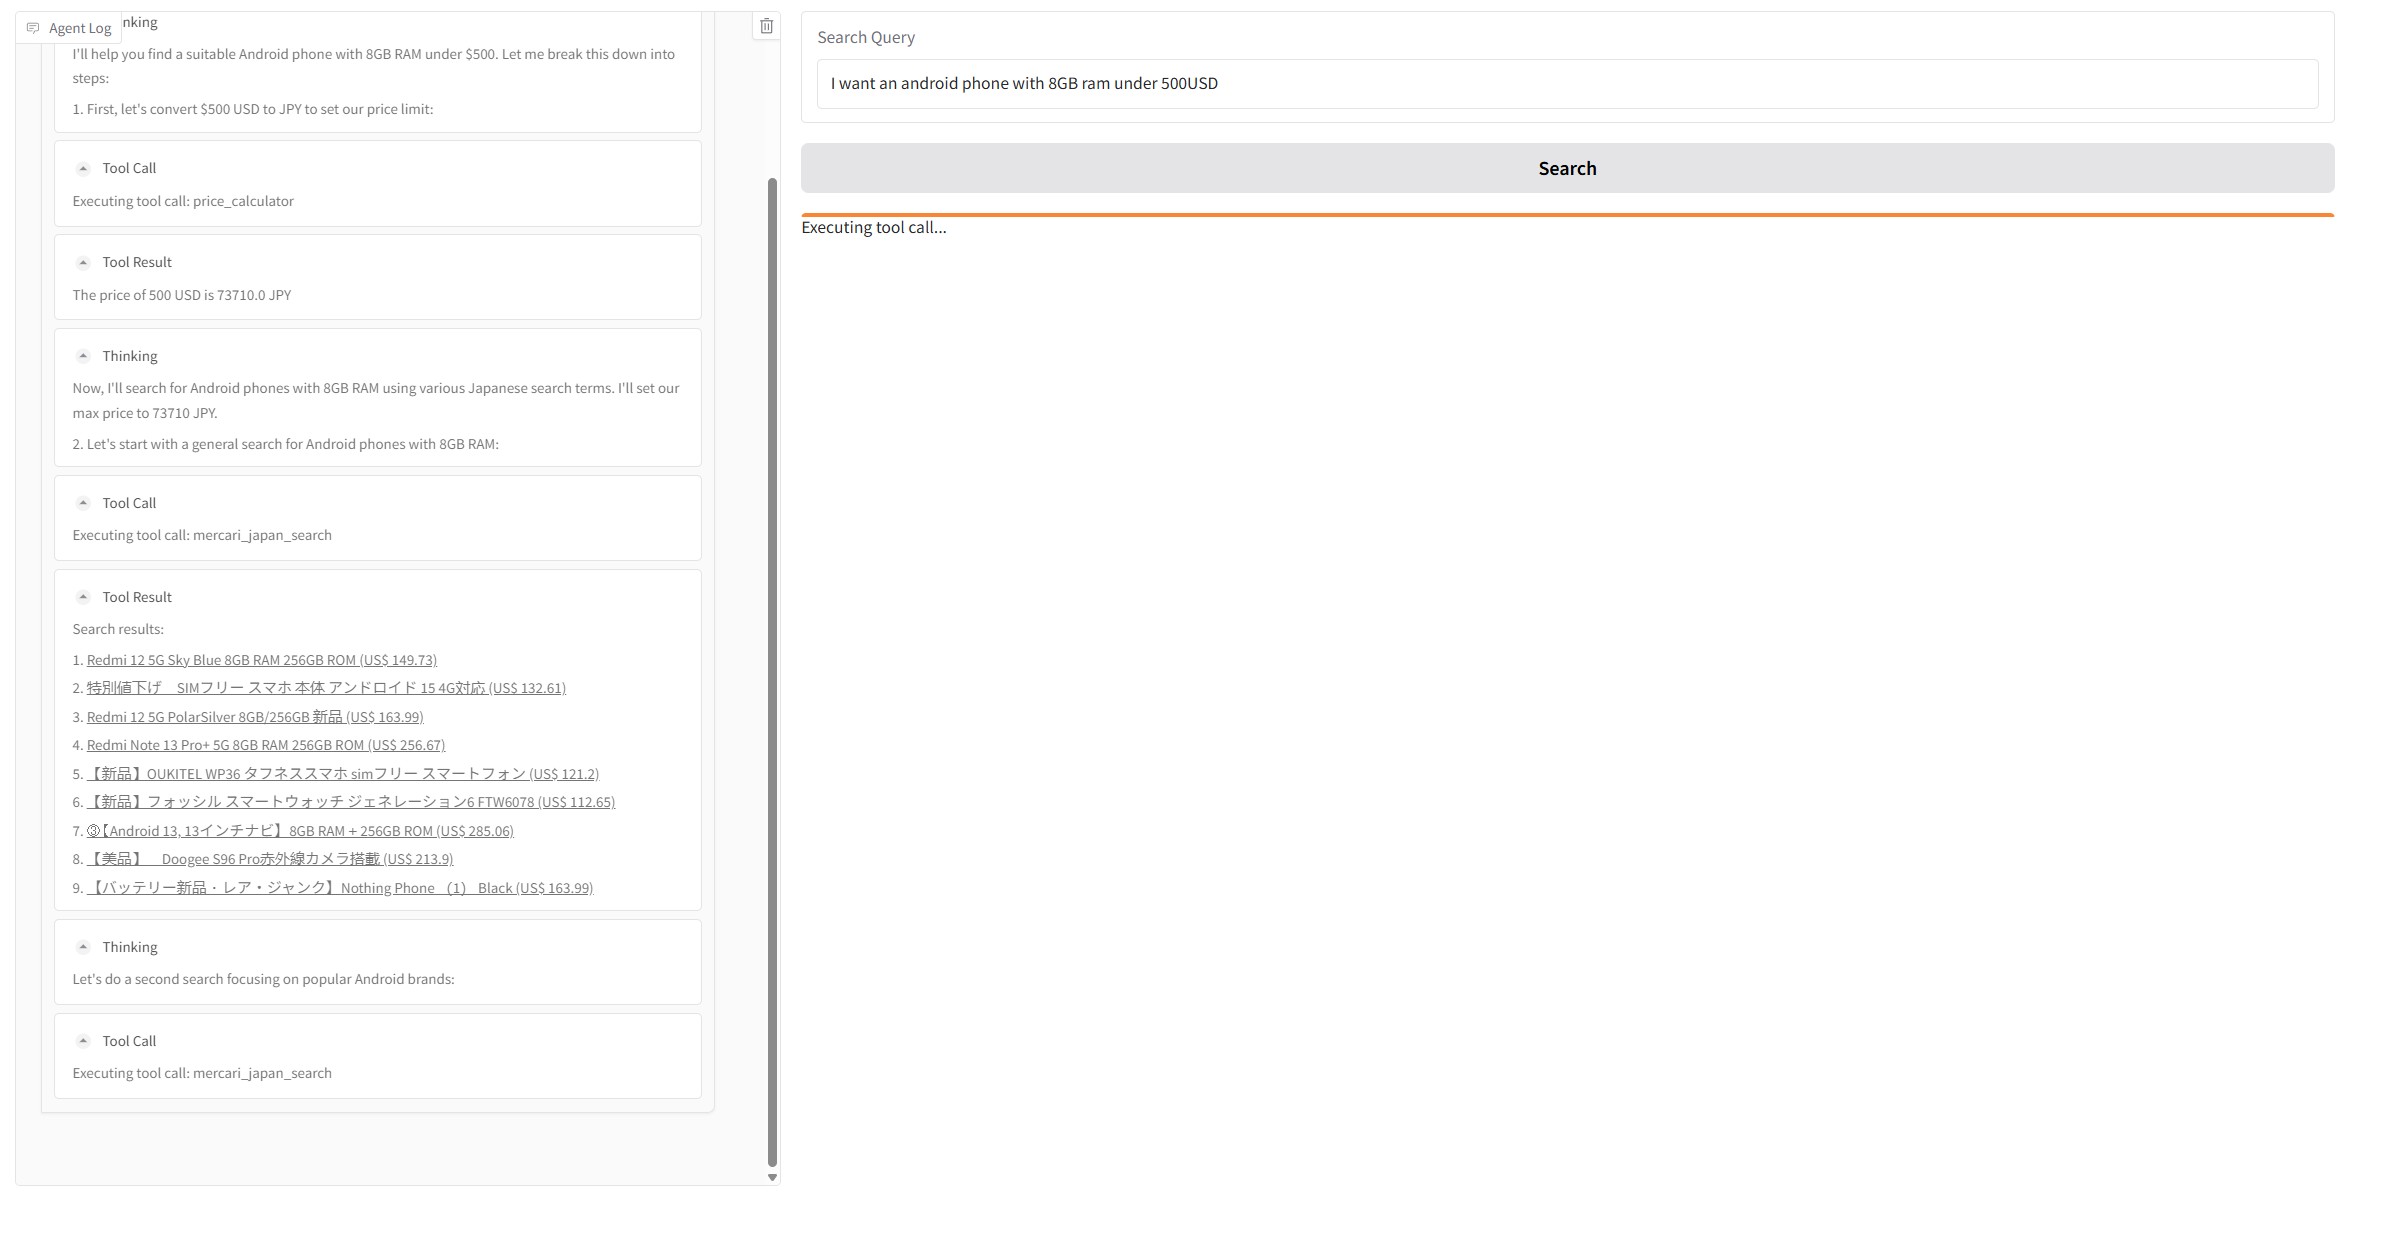 Agent Log
nking
I'll help you find a suitable Android phone with 8GB RAM under $500. Let me break this down into
steps:
1. First, let's convert $500 USD to JPY to set our price limit:
Tool Call
Executing tool call: price_calculator
Tool Result
The price of 500 USD is 73710.0 JPY
Thinking
Now, I'll search for Android phones with 8GB RAM using various Japanese search terms. I'll set our
max price to 73710 JPY.
2. Let's start with a general search for Android phones with 8GB RAM:
Tool Call
Executing tool call: mercari_japan_search
Tool Result
Search results:
1. Redmi 12 5G Sky Blue 8GB RAM 256GB ROM (US$ 149.73)
2. 特別値下げ　SIMフリー スマホ 本体 アンドロイド 15 4G対応 (US$ 132.61)
3. Redmi 12 5G PolarSilver 8GB/256GB 新品 (US$ 163.99)
4. Redmi Note 13 Pro+ 5G 8GB RAM 256GB ROM (US$ 256.67)
5. 【新品】OUKITEL WP36 タフネススマホ simフリー スマートフォン (US$ 121.2)
6. 【新品】フォッシル スマートウォッチ ジェネレーション6 FTW6078 (US$ 112.65)
7. ③【Android 13, 13インチナビ】8GB RAM + 256GB ROM (US$ 285.06)
8. 【美品】　Doogee S96 Pro赤外線カメラ搭載 (US$ 213.9)
9. 【バッテリー新品・レア・ジャンク】Nothing Phone （1） Black (US$ 163.99)
Thinking
Let's do a second search focusing on popular Android brands:
Tool Call
Executing tool call: mercari_japan_search
Search Query
I want an android phone with 8GB ram under 500USD
Search
Executing tool call...